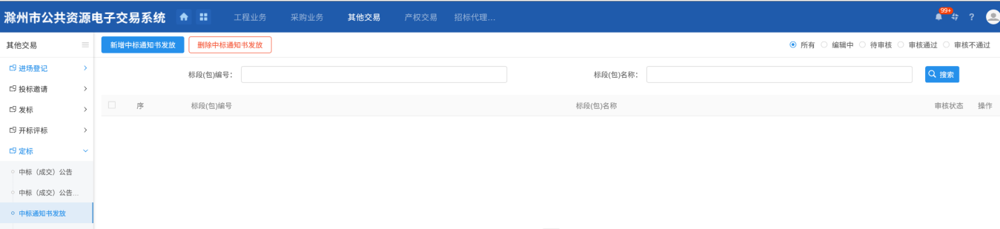 滁州市公共资源电子交易系统 工程业务 采购业务 其他交易 产权交易 招标代理... 99+ ?
其他交易 新增中标通知书发放 删除中标通知书发放 所有 编辑中 待审核 审核通过 审核不通过
进场登记
标段(包)编号： 标段(包)名称： 搜索
投标邀请
序 标段(包)编号 标段(包)名称 审核状态 操作
发标
开标评标
定标
中标（成交）公告
中标（成交）公告...
中标通知书发放